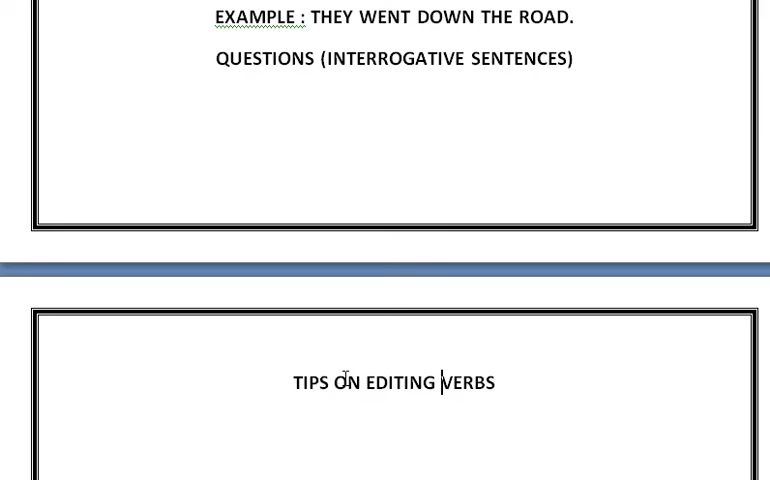 EXAMPLE : THEY WENT DOWN THE ROAD.
QUESTIONS (INTERROGATIVE SENTENCES)
TIPS ON EDITING VERBS